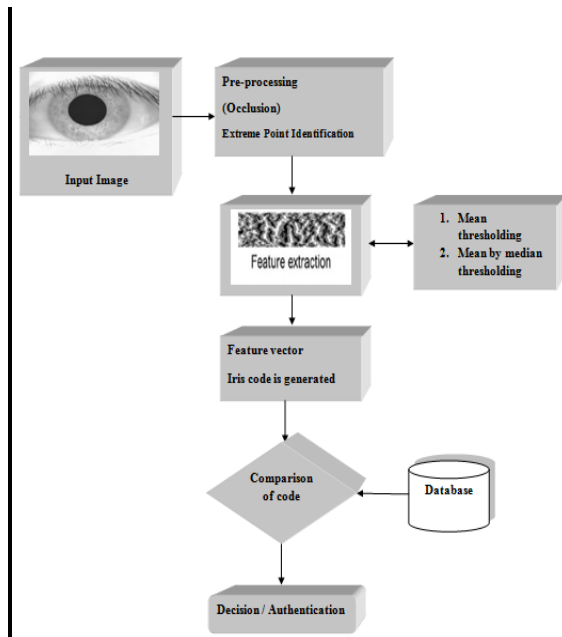 Input Image
Pre-processing
(Occlusion)
Extreme Point Identification
Feature extraction
1. Mean
thresholding
2. Mean by median
thresholding
Feature vector
Iris code is generated
Comparison
of code
Database
Decision / Authentication